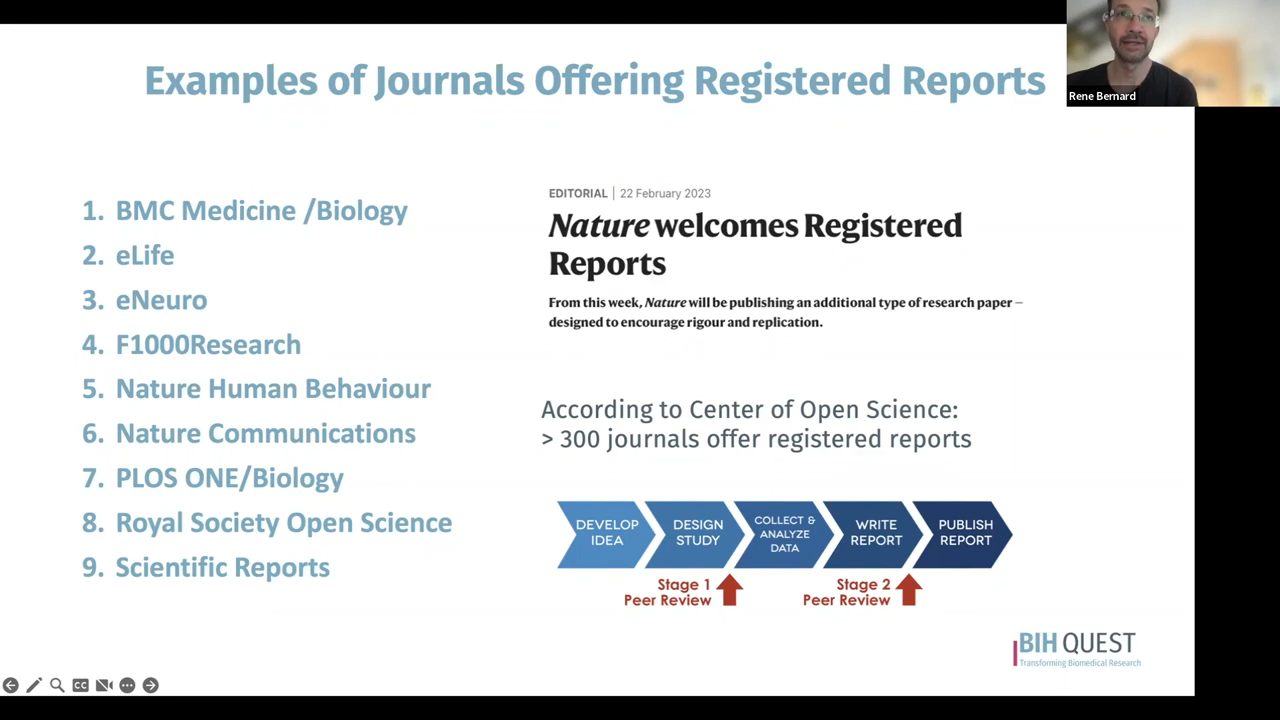 Examples of Journals Offering Registered Reports
Rene Bernard
1. BMC Medicine /Biology
2. eLife
3. eNeuro
4. F1000Research
5. Nature Human Behaviour
6. Nature Communications
7. PLOS ONE/Biology
8. Royal Society Open Science
9. Scientific Reports
EDITORIAL | 22 February 2023
Nature welcomes Registered
Reports
From this week, Nature will be publishing an additional type of research paper –
designed to encourage rigour and replication.
According to Center of Open Science:
> 300 journals offer registered reports
DEVELOP
IDEA
DESIGN
STUDY
COLLECT &
ANALYZE
DATA
WRITE
REPORT
PUBLISH
REPORT
Stage 1
Peer Review
Stage 2
Peer Review
BIH QUEST
Transforming Biomedical Research
CC